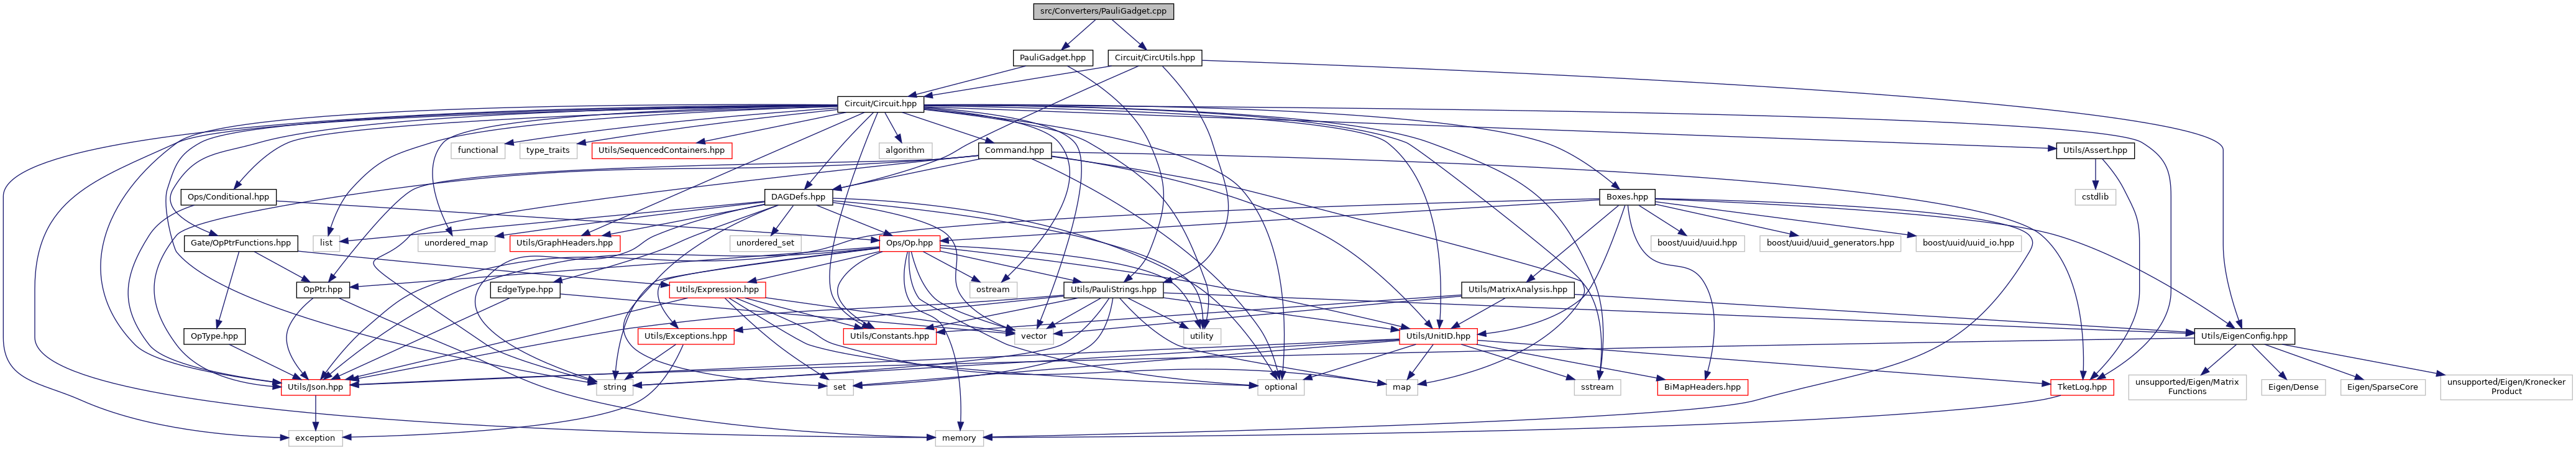 src/Converters/PauliGadget.cpp
PauliGadget.hpp
Circuit/CircUtils.hpp
Circuit/Circuit.hpp
functional
type_traits
Utils/SequencedContainers.hpp
algorithm
Command.hpp
Utils/Assert.hpp
Ops/Conditional.hpp
DAGDefs.hpp
Boxes.hpp
cstdlib
Gate/OpPtrFunctions.hpp
list
unordered_map
Utils/GraphHeaders.hpp
unordered_set
Ops/Op.hpp
boost/uuid/uuid.hpp
boost/uuid/uuid_generators.hpp
boost/uuid/uuid_io.hpp
OpPtr.hpp
EdgeType.hpp
Utils/Expression.hpp
ostream
Utils/PauliStrings.hpp
Utils/MatrixAnalysis.hpp
OpType.hpp
Utils/Exceptions.hpp
Utils/Constants.hpp
vector
utility
Utils/UnitID.hpp
Utils/EigenConfig.hpp
Utils/Json.hpp
string
set
optional
map
sstream
BiMapHeaders.hpp
TketLog.hpp
unsupported/Eigen/Matrix
Functions
Eigen/Dense
Eigen/SparseCore
unsupported/Eigen/Kronecker
Product
exception
memory